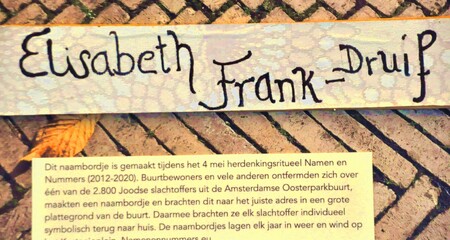 Elisabeth Frank-Druif
Dit naambordje is gemaakt tijdens het 4 mei herdenkingsritueel Namen en
Nummers (2012-2020). Buurtbewoners en vele anderen ontfermden zich over
één van de 2.800 Joodse slachtoffers uit de Amsterdamse Oosterparkbuurt,
maakten een naambordje en brachten dit naar het juiste adres in een grote
plattegrond van de buurt. Daarmee brachten ze elk slachtoffer individueel
symbolisch terug naar huis. De naambordjes lagen elk jaar in weer en wind op